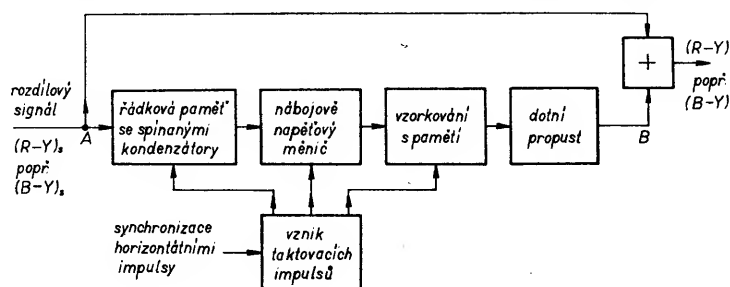 rozdílový
signál
A
(R-Y)s
popř.
(B-Y)s
řádková paměť
se spínanými
kondenzátory
nábojově
napěťový
měnič
vzorkování
s pamětí
dotní
propust
B
+
(R-Y)
popř.
(B-Y)
synchronizace
horizontátními
impulsy
vznik
taktovacích
impulsů